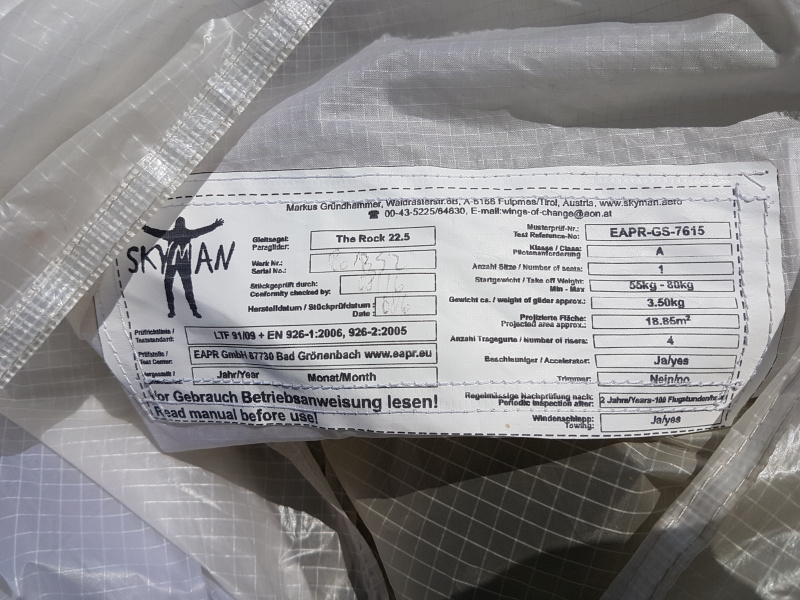 Markus Gründhammer, Waldrasterstr.6b, A-6166 Fulpmes/Tirol, Austria, www.skyman.aero
☎ 00-43-5225/64630, E-mail:wings-of-change@aon.at
SKYMAN
Gleitsegel: The Rock 22.5
Paraglider:
Werk Nr.:
Serial No.:
Stückgeprüft durch:
Conformity checked by:
Herstelldatum / Stückprüfdatum :
Date :
Prüfrichtlinie / LTF 91/09 + EN 926-1:2006, 926-2:2005
Teststandard:
Prüfstelle / EAPR GmbH 87730 Bad Grönenbach www.eapr.eu
Test Center:
Jahr/Year Monat/Month
Vor Gebrauch Betriebsanweisung lesen!
Read manual before use!
Musterprüf-Nr.: EAPR-GS-7615
Test Reference-No:
Klasse / Class: A
Pilotenanforderung
Anzahl Sitze / Number of seats: 1
Startgewicht / Take off Weight: 55kg - 80kg
Min - Max
Gewicht ca. / weight of glider approx.: 3.50kg
Projizierte Fläche: 18.85m²
Projected area approx.:
Anzahl Tragegurte / Number of risers: 4
Beschleuniger / Accelerator: Ja/yes
Trimmer: Nein/no
Regelmässige Nachprüfung nach: 2 Jahre/Years-100
Periodic inspection after:
Windenschlepp: Ja/yes
Towing: